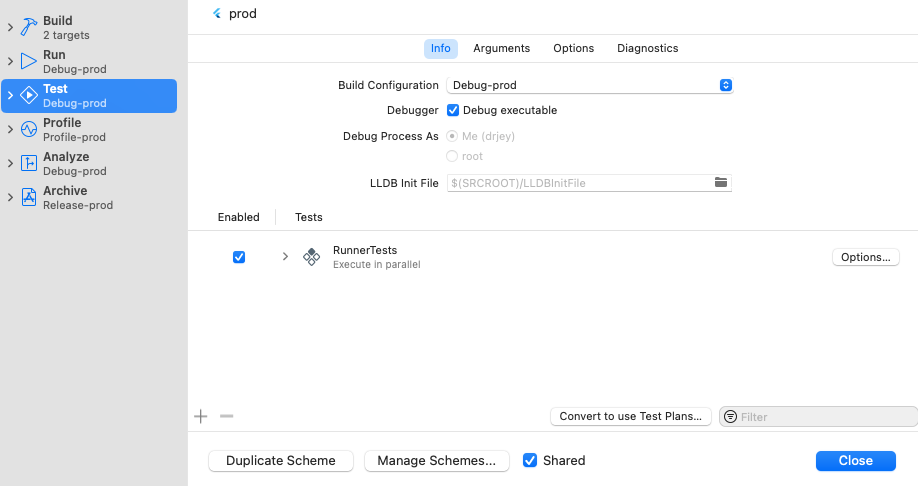 Build
2 targets
Run
Debug-prod
Test
Debug-prod
Profile
Profile-prod
Analyze
Debug-prod
Archive
Release-prod
prod
Info Arguments Options Diagnostics
Build Configuration Debug-prod
Debugger Debug executable
Debug Process As Me (drjey)
root
LLDB Init File $(SRCROOT)/LLDBInitFile
Enabled Tests
RunnerTests
Execute in parallel
Options...
Convert to use Test Plans... Filter
Duplicate Scheme Manage Schemes... Shared Close